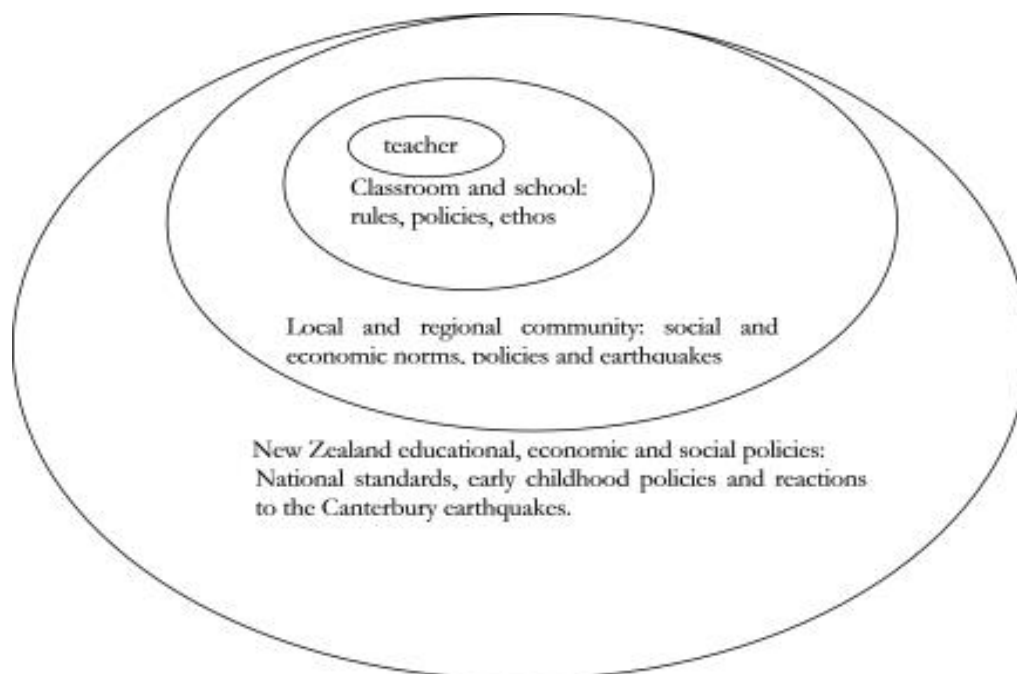 teacher
Classroom and school:
rules, policies, ethos
Local and regional community: social and
economic norms, policies and earthquakes
New Zealand educational, economic and social policies:
National standards, early childhood policies and reactions
to the Canterbury earthquakes.